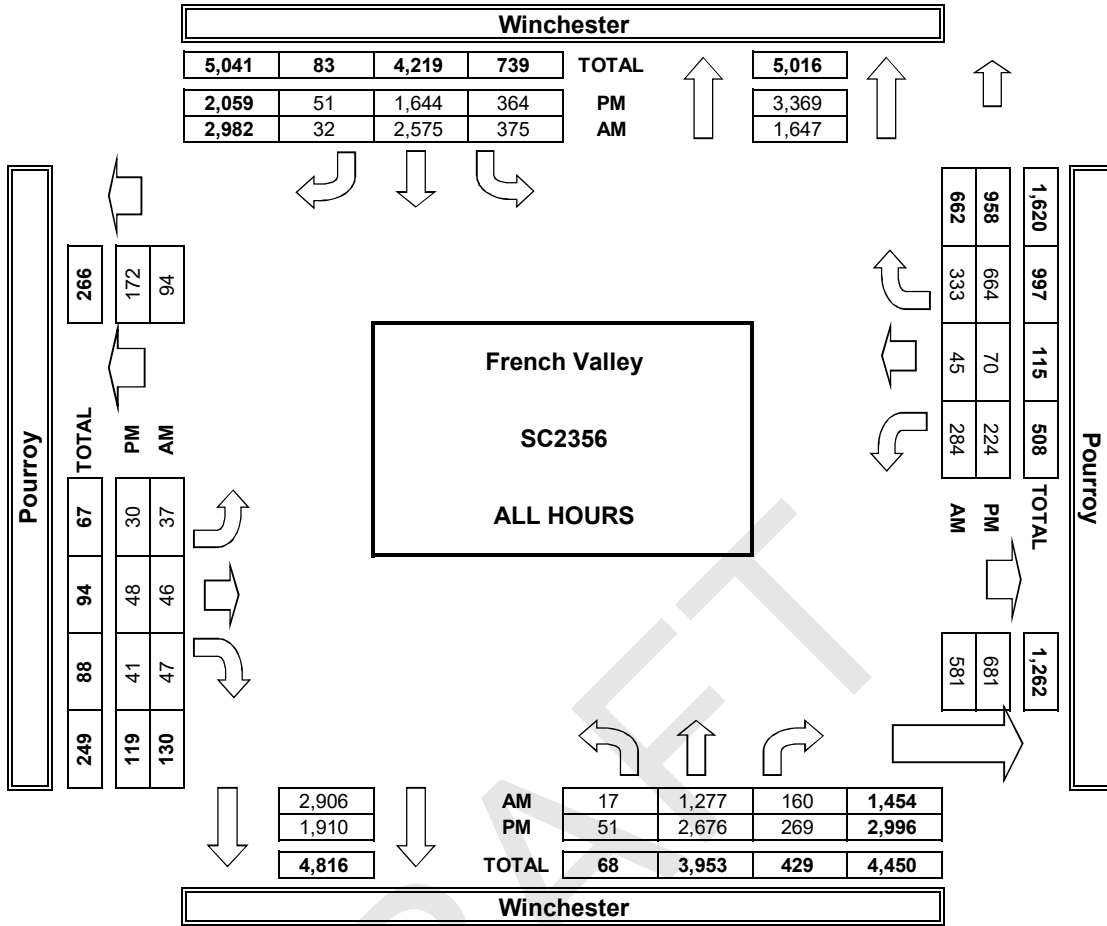 Winchester
5,041 83 4,219 739 TOTAL 5,016
2,059 51 1,644 364 PM 3,369
2,982 32 2,575 375 AM 1,647
Pourroy
266 172 94
TOTAL PM AM
67 30 37
94 48 46
88 41 47
249 119 130
French Valley
SC2356
ALL HOURS
662 958 1,620
333 664 997
45 70 115
284 224 508
AM PM TOTAL
581 681 1,262
Pourroy
2,906 AM 17 1,277 160 1,454
1,910 PM 51 2,676 269 2,996
4,816 TOTAL 68 3,953 429 4,450
Winchester
DRAFT